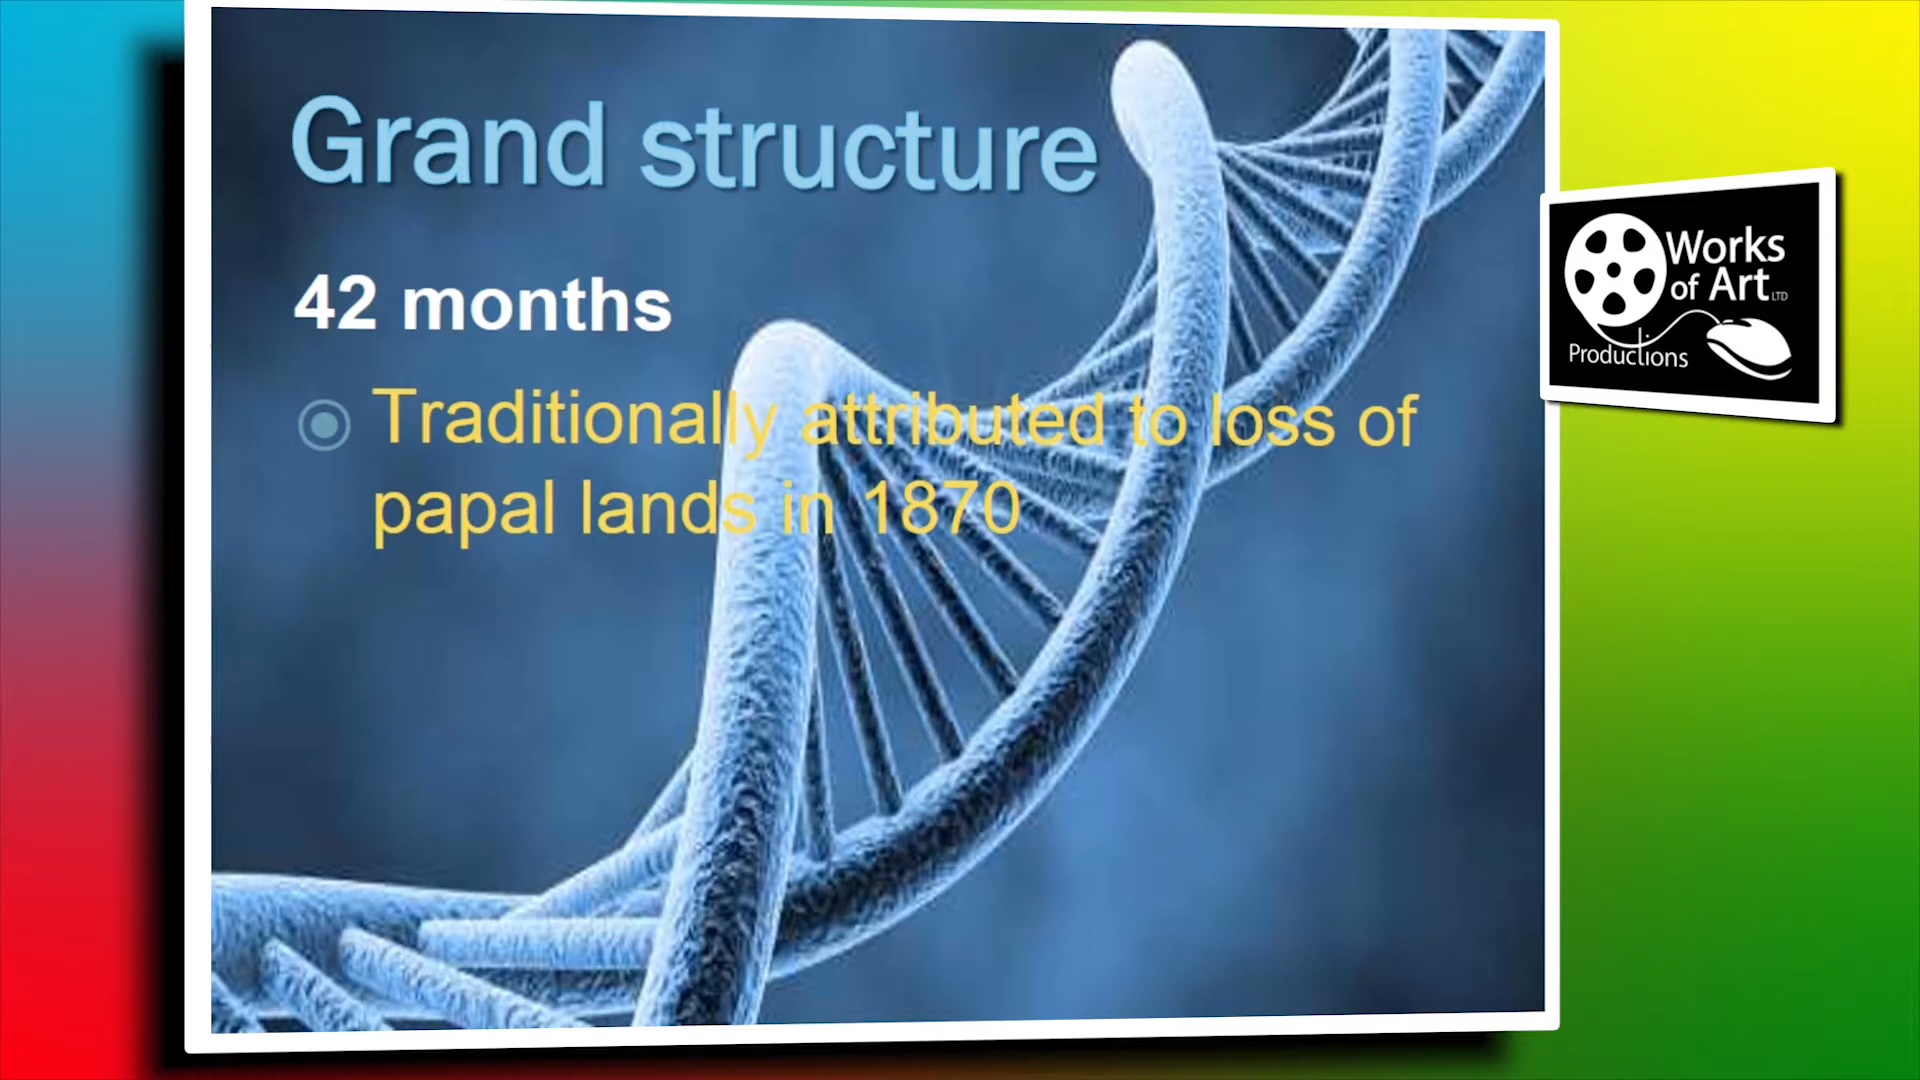 Grand structure
42 months
Traditionally attributed to loss of
papal lands in 1870
Works
of Art LTD
Productions